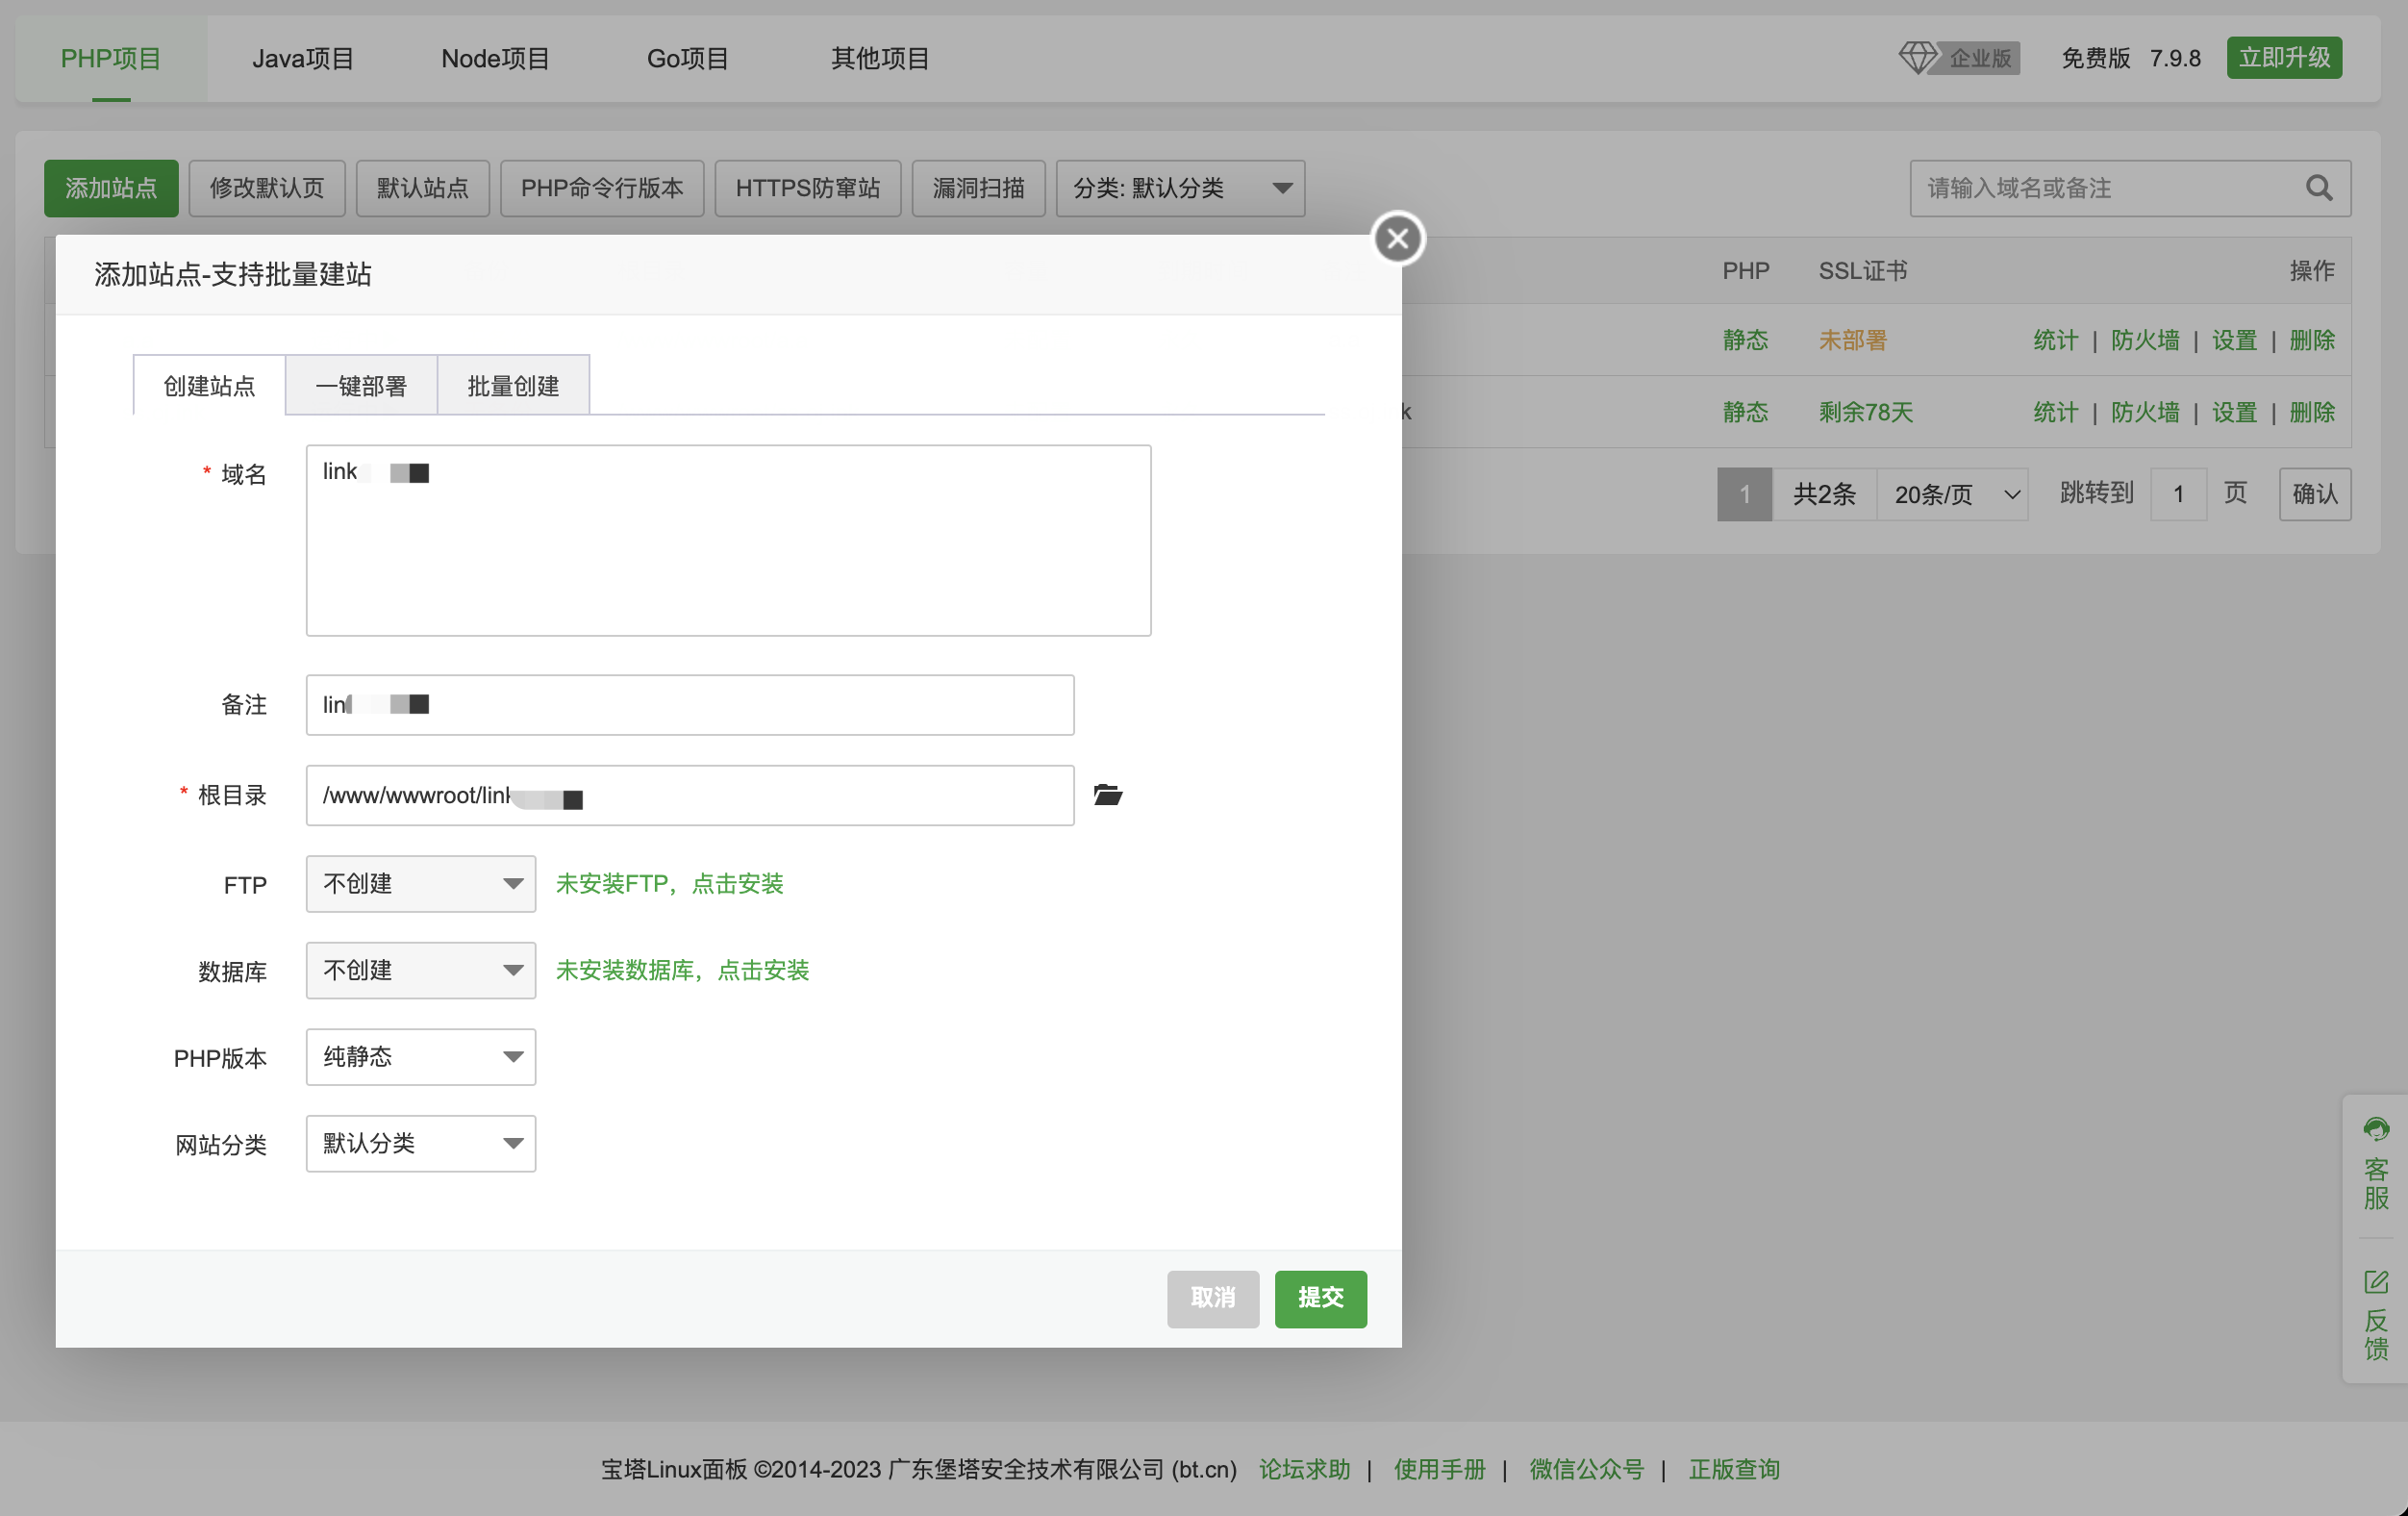 PHP项目 Java项目 Node项目 Go项目 其他项目 企业版 免费版 7.9.8 立即升级
添加站点 修改默认页 默认站点 PHP命令行版本 HTTPS防窜站 漏洞扫描 分类: 默认分类 请输入域名或备注
添加站点-支持批量建站
PHP SSL证书 操作
静态 未部署 统计 | 防火墙 | 设置 | 删除
k 静态 剩余78天 统计 | 防火墙 | 设置 | 删除
1 共2条 20条/页 跳转到 1 页 确认
创建站点 一键部署 批量创建
* 域名 link
备注 lin
* 根目录 /www/wwwroot/link
FTP 不创建 未安装FTP，点击安装
数据库 不创建 未安装数据库，点击安装
PHP版本 纯静态
网站分类 默认分类
取消 提交
客服
反馈
宝塔Linux面板 ©2014-2023 广东堡塔安全技术有限公司 (bt.cn) 论坛求助 | 使用手册 | 微信公众号 | 正版查询